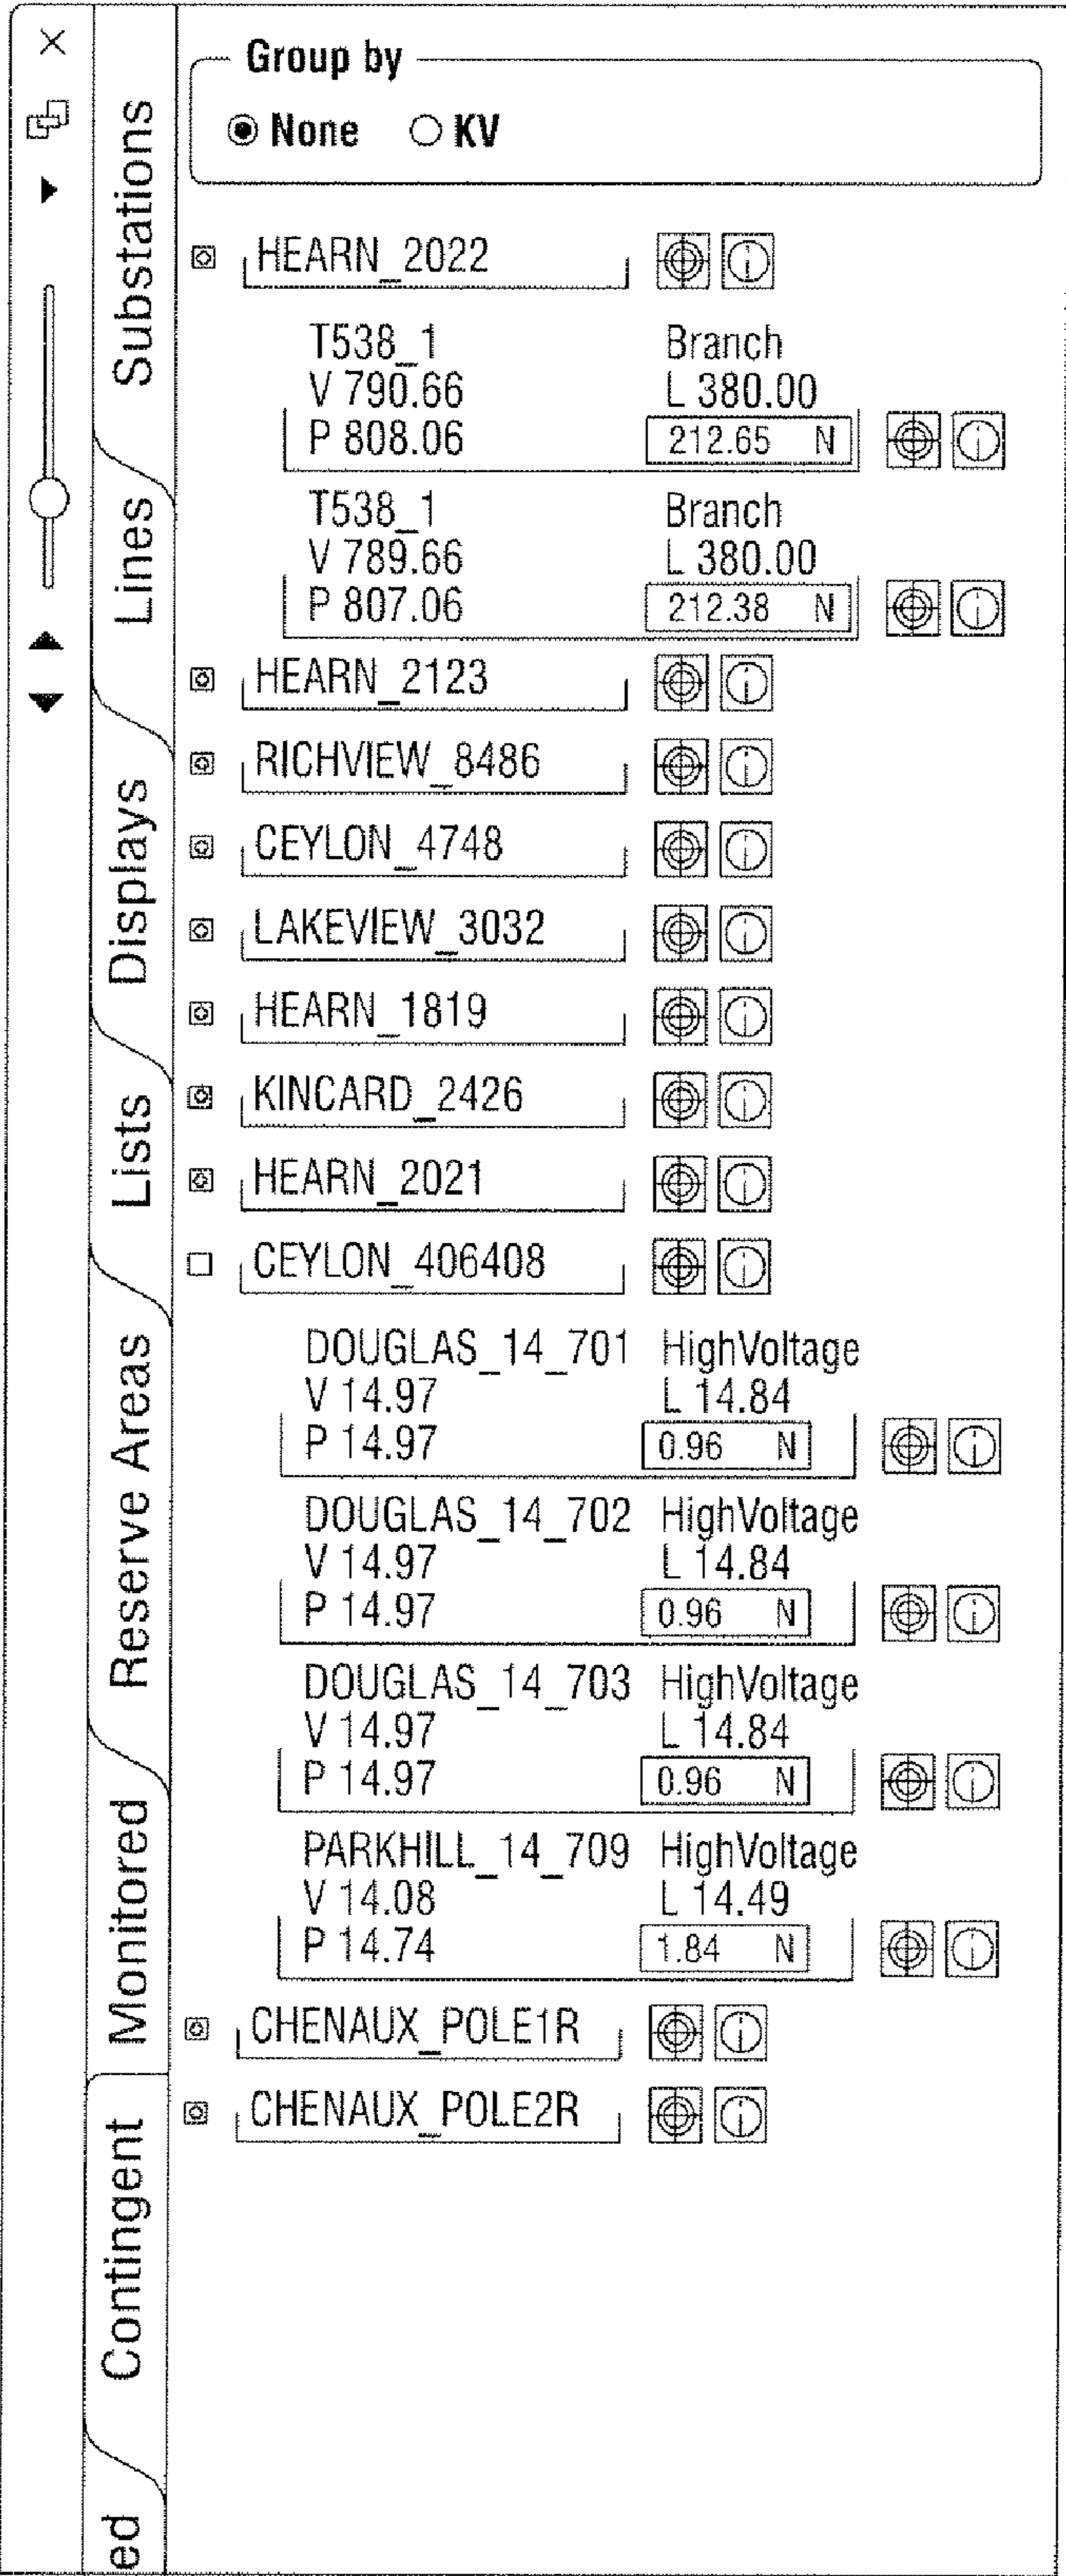 Substations
Lines
Displays
Lists
Reserve Areas
Monitored
Contingent
ed
Group by
None KV
HEARN_2022
T538_1 Branch
V 790.66 L 380.00
P 808.06 212.65 N
T538_1 Branch
V 789.66 L 380.00
P 807.06 212.38 N
HEARN_2123
RICHVIEW_8486
CEYLON_4748
LAKEVIEW_3032
HEARN_1819
KINCARD_2426
HEARN_2021
CEYLON_406408
DOUGLAS_14_701 HighVoltage
V 14.97 L 14.84
P 14.97 0.96 N
DOUGLAS_14_702 HighVoltage
V 14.97 L 14.84
P 14.97 0.96 N
DOUGLAS_14_703 HighVoltage
V 14.97 L 14.84
P 14.97 0.96 N
PARKHILL_14_709 HighVoltage
V 14.08 L 14.49
P 14.74 1.84 N
CHENAUX_POLE1R
CHENAUX_POLE2R